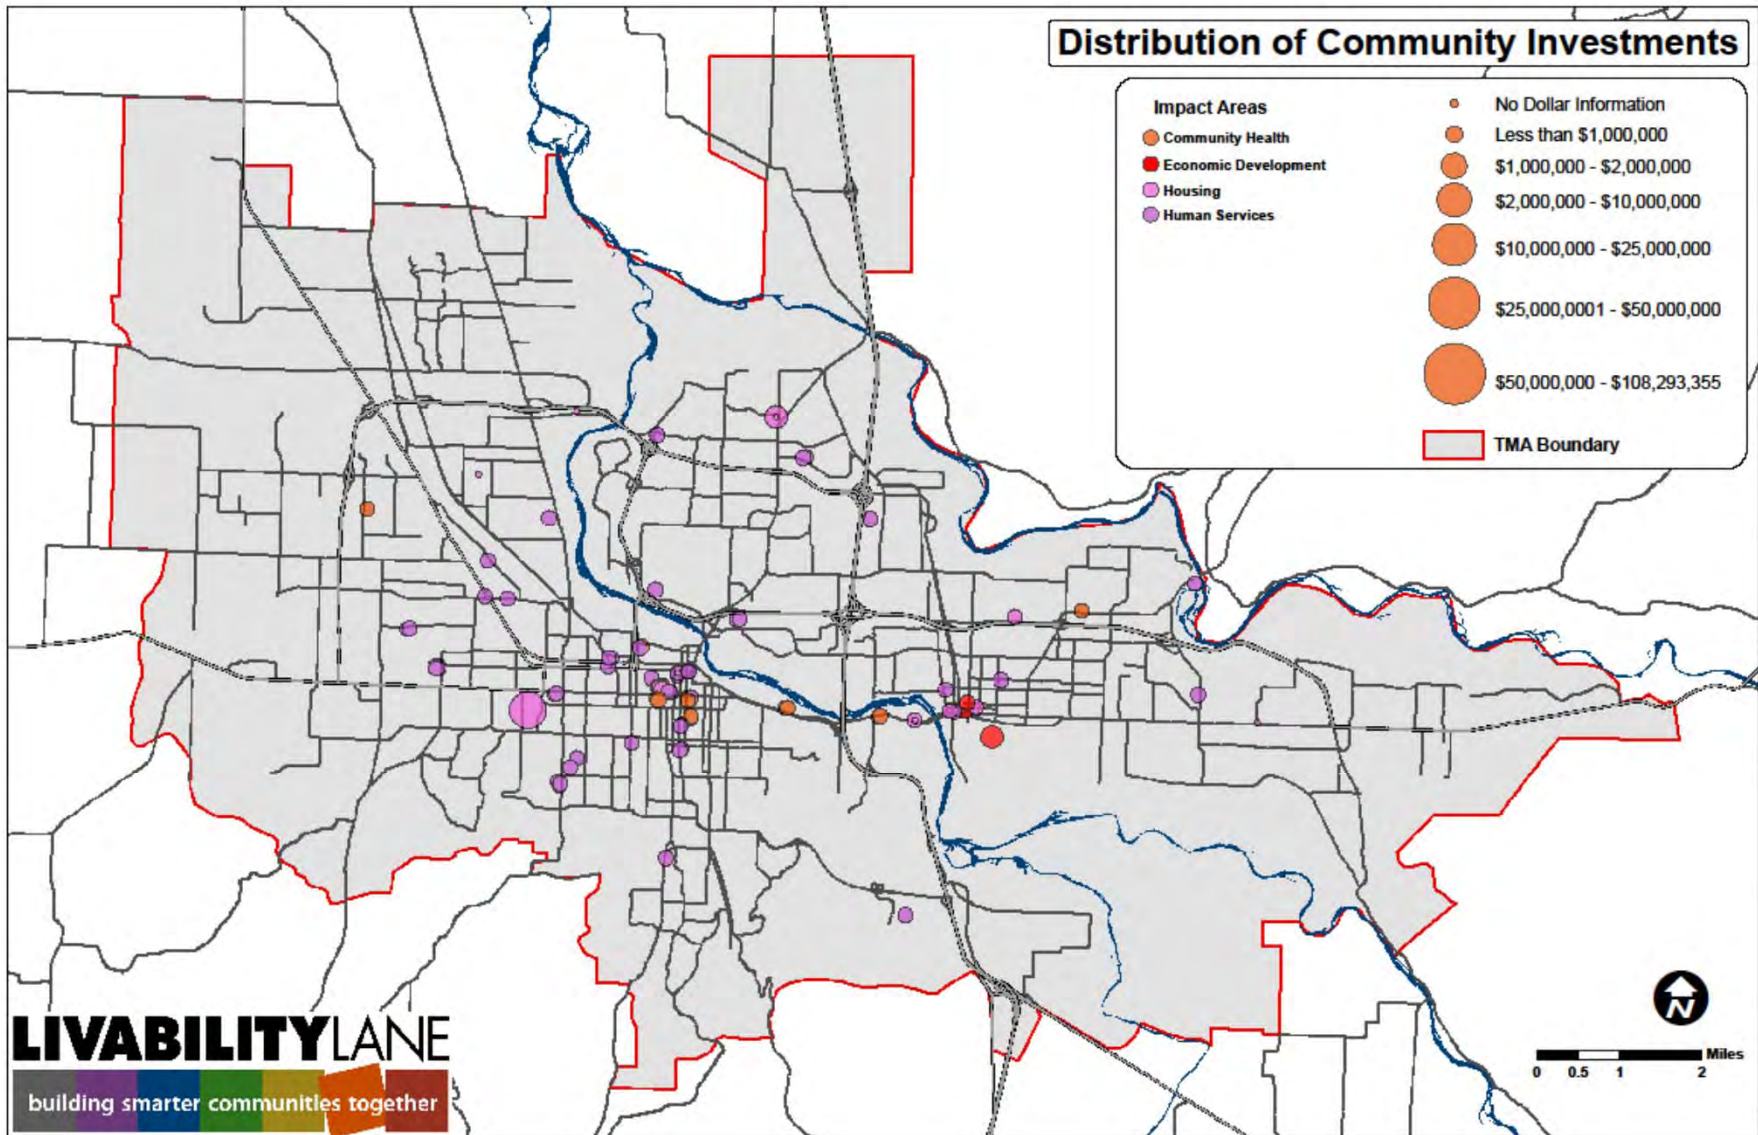 Distribution of Community Investments
Impact Areas
Community Health
Economic Development
Housing
Human Services
No Dollar Information
Less than $1,000,000
$1,000,000 - $2,000,000
$2,000,000 - $10,000,000
$10,000,000 - $25,000,000
$25,000,0001 - $50,000,000
$50,000,000 - $108,293,355
TMA Boundary
N
Miles
0 0.5 1 2
LIVABILITYLANE
building smarter communities together